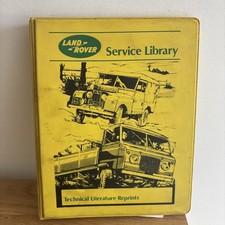 LAND
ROVER
Service Library
Technical Literature Reprints